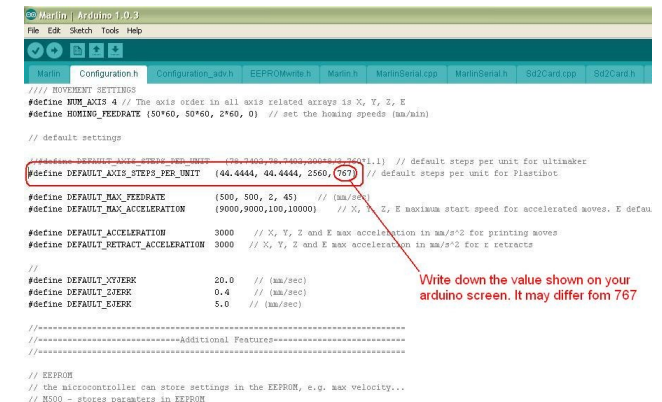 Marlin | Arduino 1.0.3
File Edit Sketch Tools Help
Marlin Configuration.h Configuration_adv.h EEPROMwrite.h Marlin.h MarlinSerial.cpp MarlinSerial.h Sd2Card.cpp Sd2Card.h
//// MOVEMENT SETTINGS
#define NUM_AXIS 4 // The axis order in all axis related arrays is X, Y, Z, E
#define HOMING_FEEDRATE {50*60, 50*60, 2*60, 0} // set the homing speeds (mm/min)
// default settings
//#define DEFAULT_AXIS_STEPS_PER_UNIT {78.7402,78.7402,200*8/3,760*1.1} // default steps per unit for ultimaker
#define DEFAULT_AXIS_STEPS_PER_UNIT {44.4444, 44.4444, 2560, 767} // default steps per unit for Plastibot
#define DEFAULT_MAX_FEEDRATE {500, 500, 2, 45} // (mm/sec)
#define DEFAULT_MAX_ACCELERATION {9000,9000,100,10000} // X, Y, Z, E maximum start speed for accelerated moves. E defau
#define DEFAULT_ACCELERATION 3000 // X, Y, Z and E max acceleration in mm/s^2 for printing moves
#define DEFAULT_RETRACT_ACCELERATION 3000 // X, Y, Z and E max acceleration in mm/s^2 for r retracts
//
#define DEFAULT_XYJERK 20.0 // (mm/sec)
#define DEFAULT_ZJERK 0.4 // (mm/sec)
#define DEFAULT_EJERK 5.0 // (mm/sec)
Write down the value shown on your
arduino screen. It may differ fom 767
//===========================================================================
//=============================Additional Features===========================
//===========================================================================
// EEPROM
// the microcontroller can store settings in the EEPROM, e.g. max velocity...
// M500 - stores paramters in EEPROM